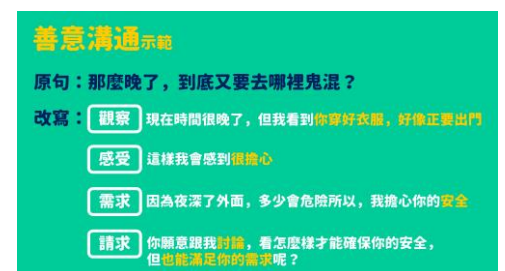 善意溝通示範
原句：那麼晚了，到底又要去哪裡鬼混？
改寫：觀察 現在時間很晚了，但我看到你穿好衣服，好像正要出門
感受 這樣我會感到很擔心
需求 因為夜深了外面，多少會危險所以，我擔心你的安全
請求 你願意跟我討論，看怎麼樣才能確保你的安全，
但也能滿足你的需求呢？